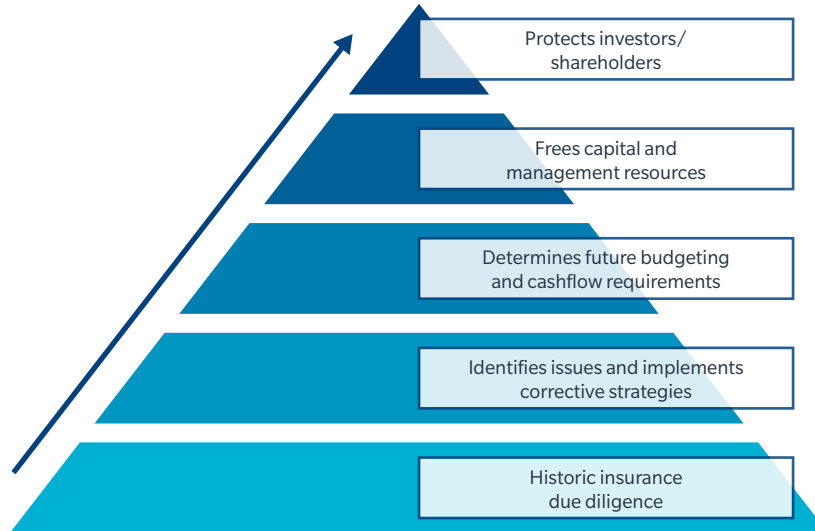 Protects investors/
shareholders
Frees capital and
management resources
Determines future budgeting
and cashflow requirements
Identifies issues and implements
corrective strategies
Historic insurance
due diligence